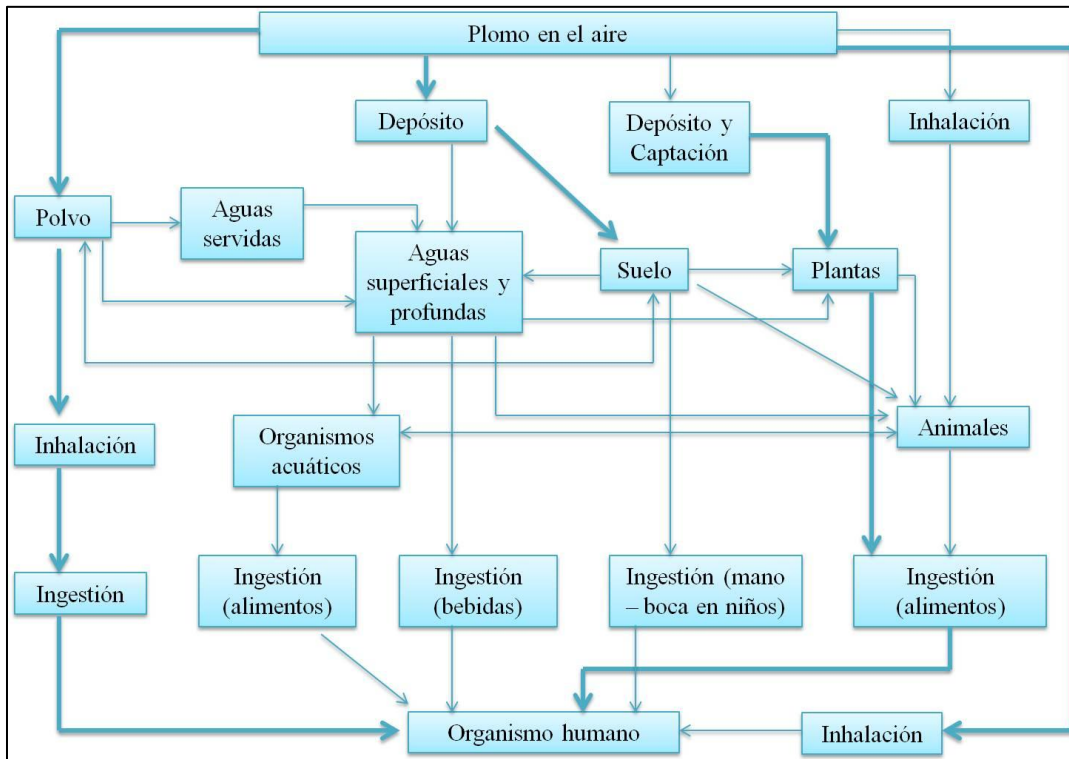 Plomo en el aire
Depósito
Depósito y
Captación
Inhalación
Polvo
Aguas
servidas
Aguas
superficiales y
profundas
Suelo
Plantas
Inhalación
Organismos
acuáticos
Animales
Ingestión
Ingestión
(alimentos)
Ingestión
(bebidas)
Ingestión (mano
– boca en niños)
Ingestión
(alimentos)
Organismo humano
Inhalación